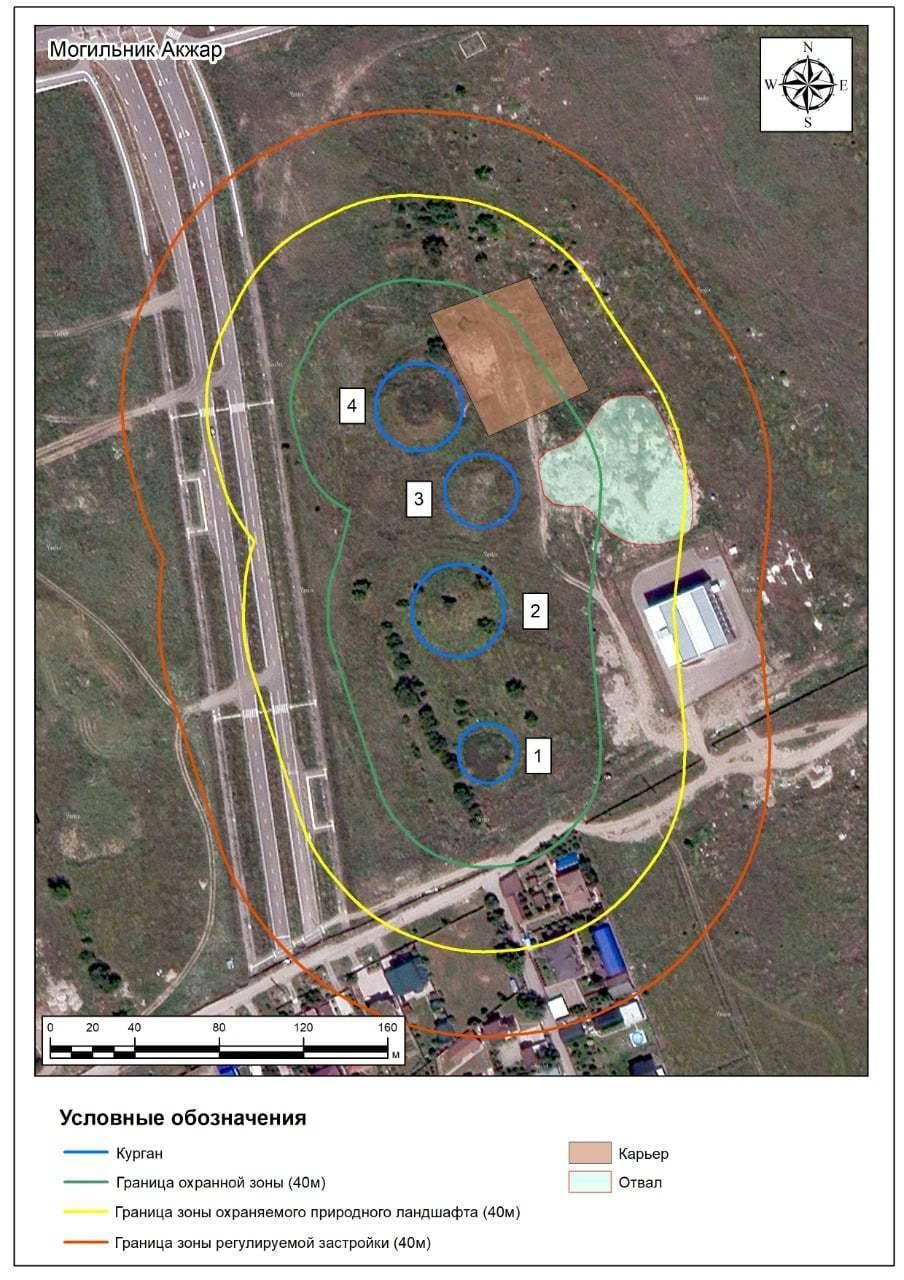 Могильник Акжар
N
W E
S
4
3
2
1
0 20 40 80 120 160
м
Условные обозначения
Курган
Граница охранной зоны (40м)
Граница зоны охраняемого природного ландшафта (40м)
Граница зоны регулируемой застройки (40м)
Карьер
Отвал